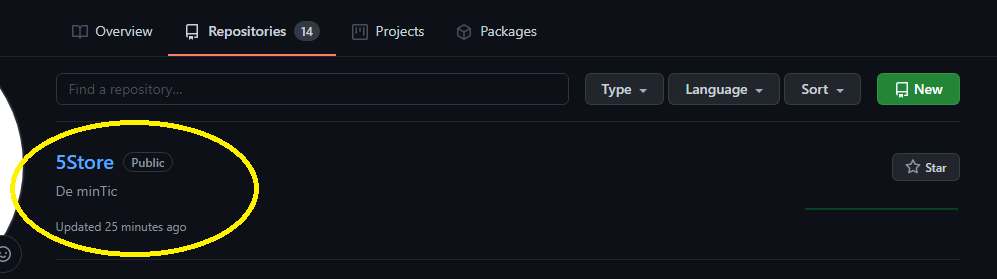 Overview Repositories 14 Projects Packages
Find a repository... Type Language Sort New
5Store Public Star
De minTic
Updated 25 minutes ago